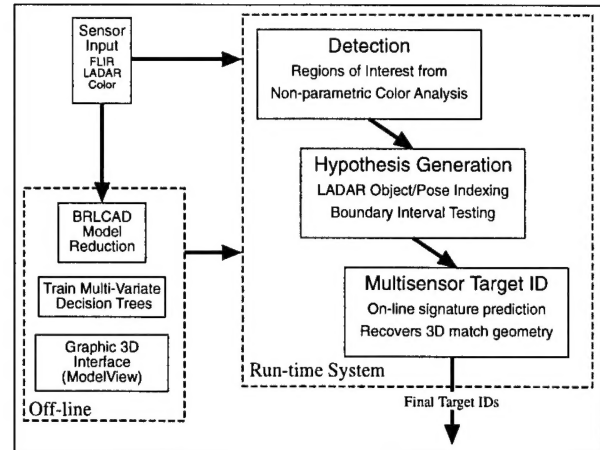 Sensor
Input
FLIR
LADAR
Color
Detection
Regions of Interest from
Non-parametric Color Analysis
Hypothesis Generation
LADAR Object/Pose Indexing
Boundary Interval Testing
Multisensor Target ID
On-line signature prediction
Recovers 3D match geometry
Run-time System
Final Target IDs
BRLCAD
Model
Reduction
Train Multi-Variate
Decision Trees
Graphic 3D
Interface
(ModelView)
Off-line